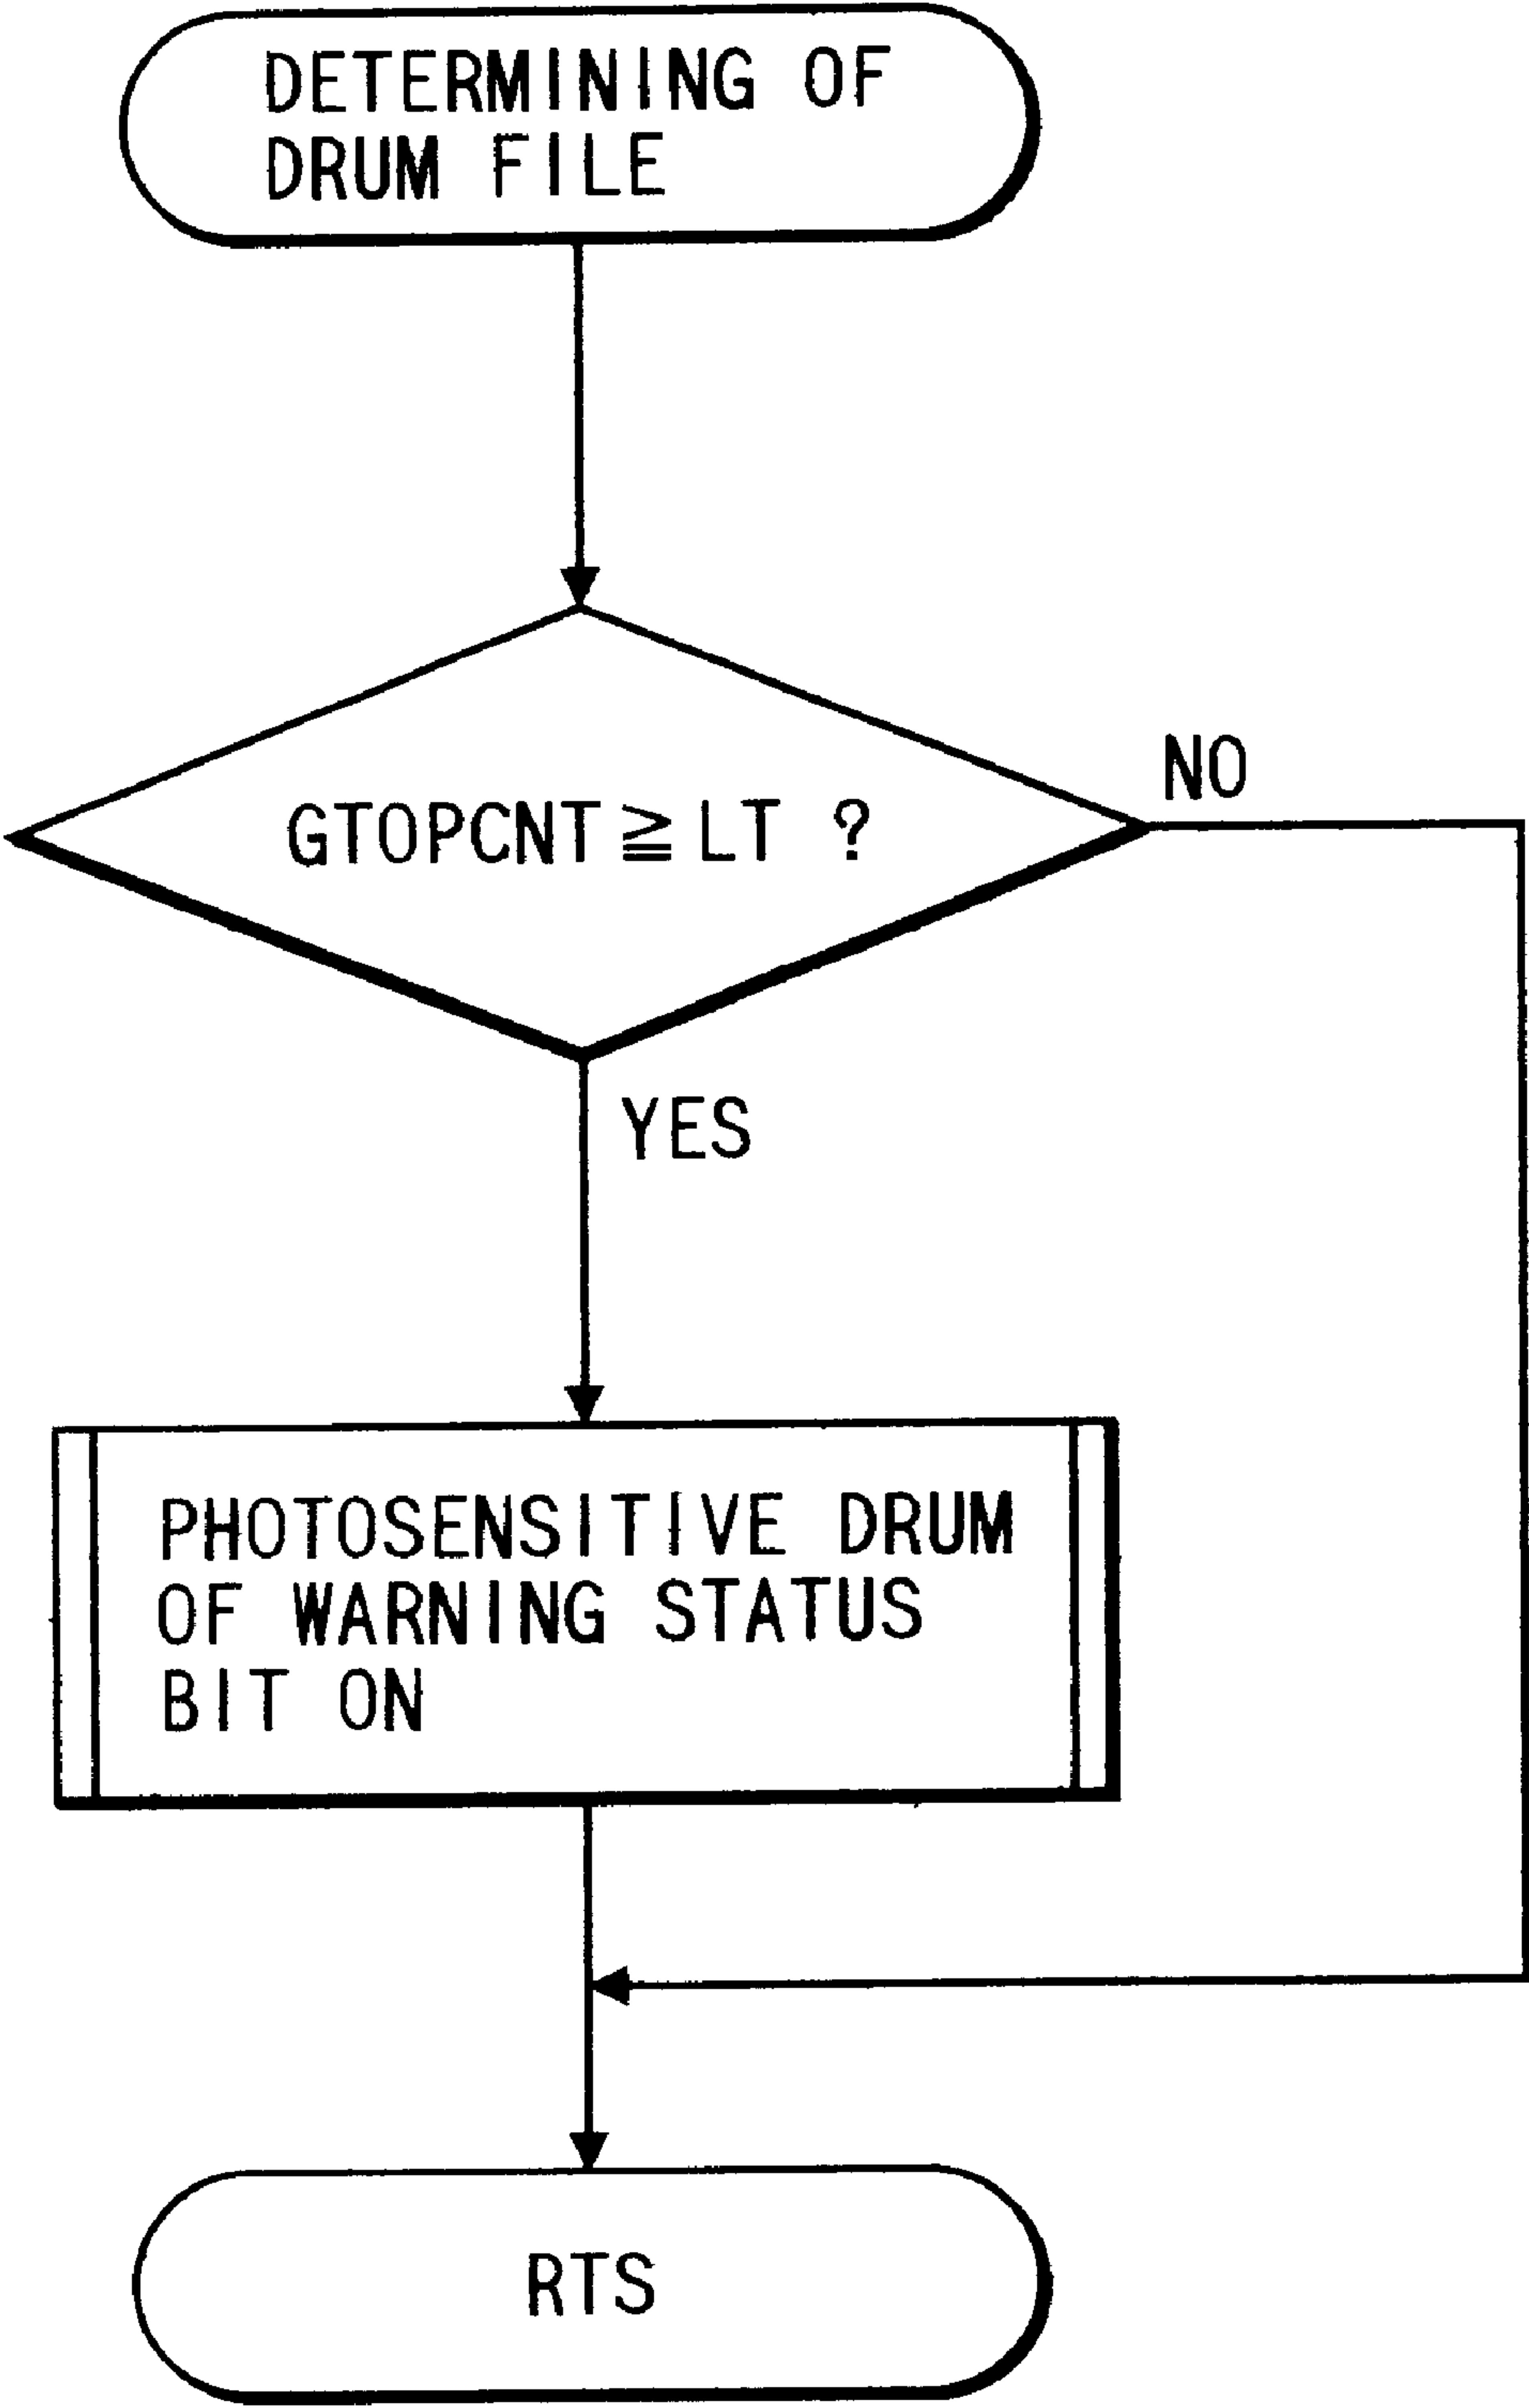 DETERMINING OF
DRUM FILE
GTOPCNT ≧ LT ?
NO
YES
PHOTOSENSITIVE DRUM
OF WARNING STATUS
BIT ON
RTS